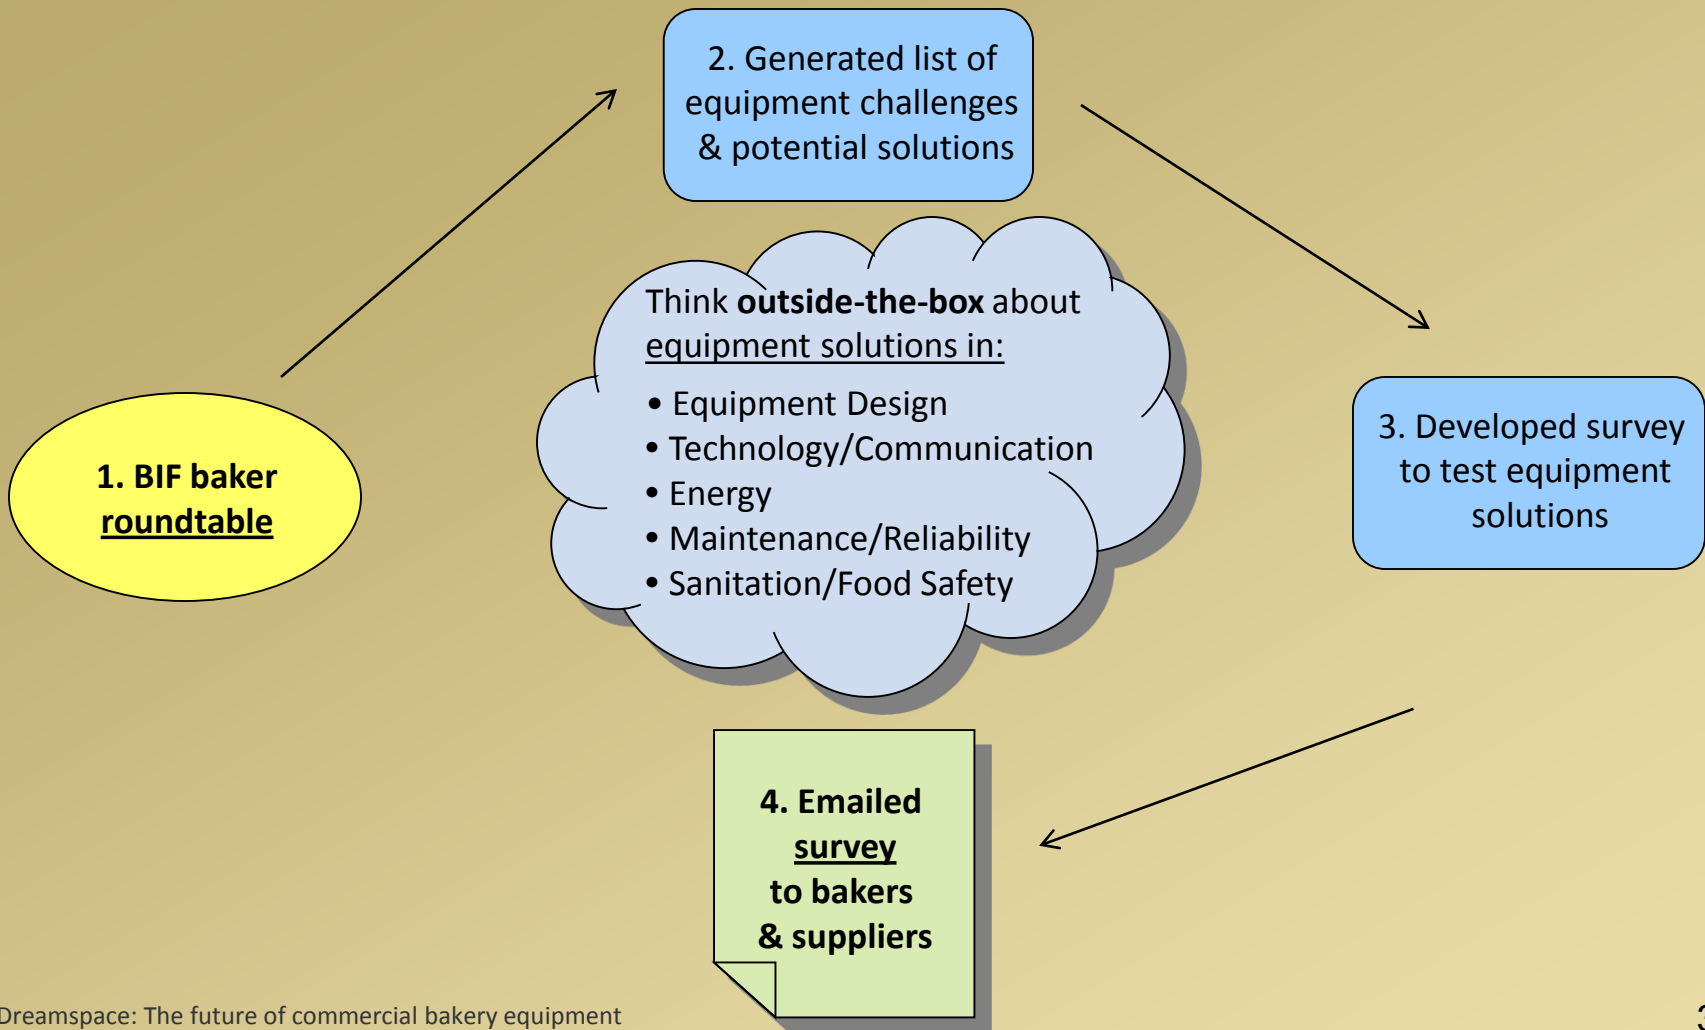 2. Generated list of
equipment challenges
& potential solutions
Think outside-the-box about
equipment solutions in:
• Equipment Design
• Technology/Communication
• Energy
• Maintenance/Reliability
• Sanitation/Food Safety
1. BIF baker
roundtable
3. Developed survey
to test equipment
solutions
4. Emailed
survey
to bakers
& suppliers
Dreamspace: The future of commercial bakery equipment
3